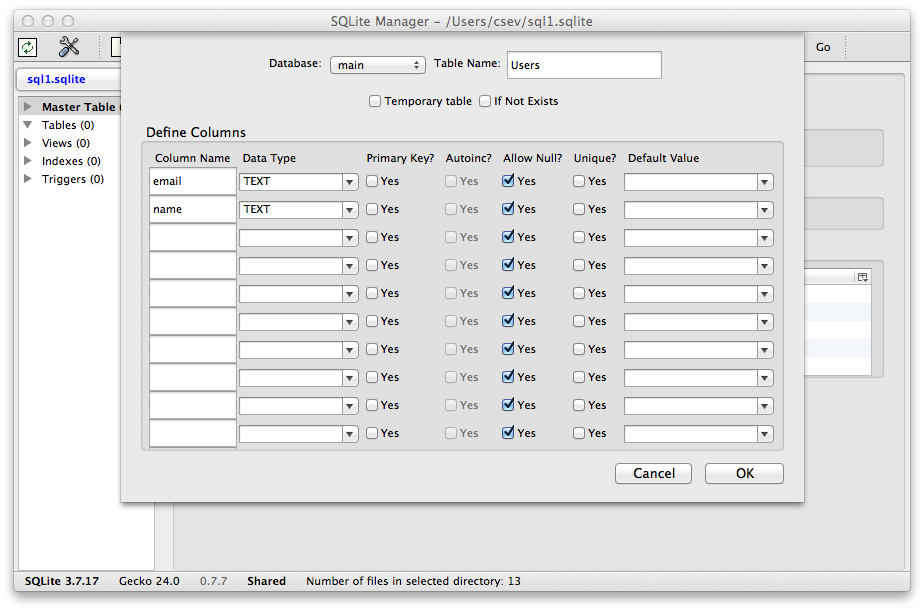 SQLite Manager - /Users/csev/sql1.sqlite
Go
sql1.sqlite
Master Table
Tables (0)
Views (0)
Indexes (0)
Triggers (0)
Database: main Table Name: Users
Temporary table If Not Exists
Define Columns
Column Name Data Type Primary Key? Autoinc? Allow Null? Unique? Default Value
email TEXT Yes Yes Yes Yes
name TEXT Yes Yes Yes Yes
Yes Yes Yes Yes
Yes Yes Yes Yes
Yes Yes Yes Yes
Yes Yes Yes Yes
Yes Yes Yes Yes
Yes Yes Yes Yes
Yes Yes Yes Yes
Yes Yes Yes Yes
Cancel OK
SQLite 3.7.17 Gecko 24.0 0.7.7 Shared Number of files in selected directory: 13